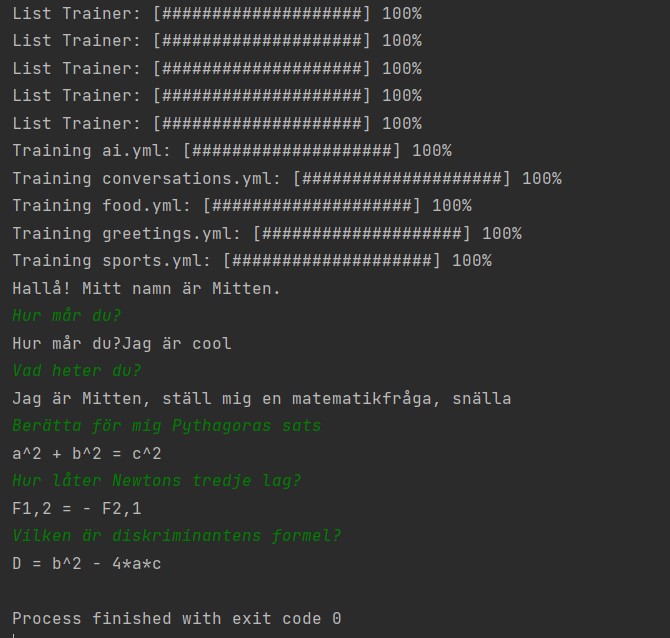 List Trainer: [####################] 100%
List Trainer: [####################] 100%
List Trainer: [####################] 100%
List Trainer: [####################] 100%
List Trainer: [####################] 100%
Training ai.yml: [####################] 100%
Training conversations.yml: [####################] 100%
Training food.yml: [####################] 100%
Training greetings.yml: [####################] 100%
Training sports.yml: [####################] 100%
Hallå! Mitt namn är Mitten.
Hur mår du?
Hur mår du?Jag är cool
Vad heter du?
Jag är Mitten, ställ mig en matematikfråga, snälla
Berätta för mig Pythagoras sats
a^2 + b^2 = c^2
Hur låter Newtons tredje lag?
F1,2 = - F2,1
Vilken är diskriminantens formel?
D = b^2 - 4*a*c
Process finished with exit code 0